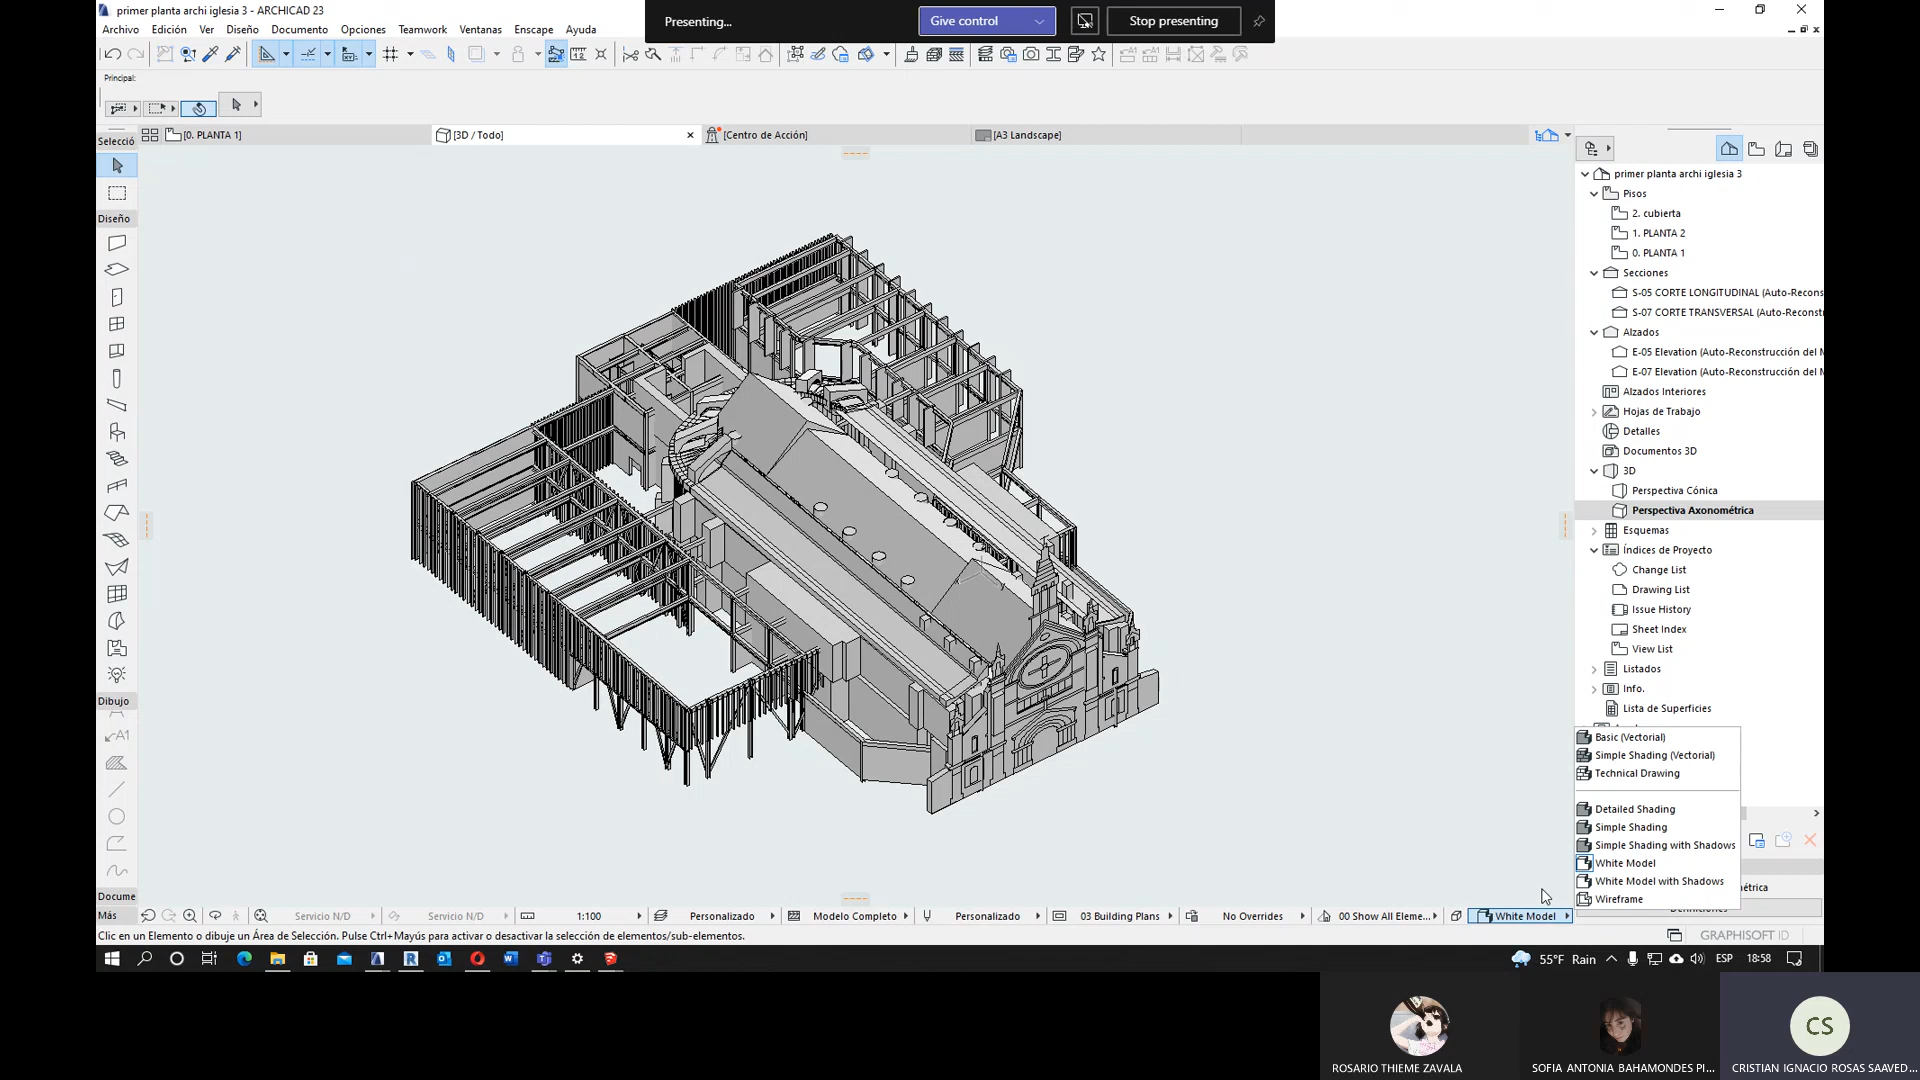 primer planta archi iglesia 3 - ARCHICAD 23
Presenting...
Give control
Stop presenting
Archivo Edición Ver Diseño Documento Opciones Teamwork Ventanas Enscape Ayuda
Principal:
Selecció
[0. PLANTA 1]
[3D / Todo]
[Centro de Acción]
[A3 Landscape]
Diseño
Dibujo
A1
Docume
Más
primer planta archi iglesia 3
Pisos
2. cubierta
1. PLANTA 2
0. PLANTA 1
Secciones
S-05 CORTE LONGITUDINAL (Auto-Recons
S-07 CORTE TRANSVERSAL (Auto-Reconstr
Alzados
E-05 Elevation (Auto-Reconstrucción del M
E-07 Elevation (Auto-Reconstrucción del M
Alzados Interiores
Hojas de Trabajo
Detalles
Documentos 3D
3D
Perspectiva Cónica
Perspectiva Axonométrica
Esquemas
Índices de Proyecto
Change List
Drawing List
Issue History
Sheet Index
View List
Listados
Info.
Lista de Superficies
Basic (Vectorial)
Simple Shading (Vectorial)
Technical Drawing
Detailed Shading
Simple Shading
Simple Shading with Shadows
White Model
White Model with Shadows
Wireframe
métrica
Servicio N/D
Servicio N/D
1:100
Personalizado
Modelo Completo
Personalizado
03 Building Plans
No Overrides
00 Show All Eleme...
White Model
Clic en un Elemento o dibuje un Área de Selección. Pulse Ctrl+Mayús para activar o desactivar la selección de elementos/sub-elementos.
GRAPHISOFT ID
55°F Rain
ESP
18:58
CS
ROSARIO THIEME ZAVALA
SOFIA ANTONIA BAHAMONDES PI...
CRISTIAN IGNACIO ROSAS SAAVED...